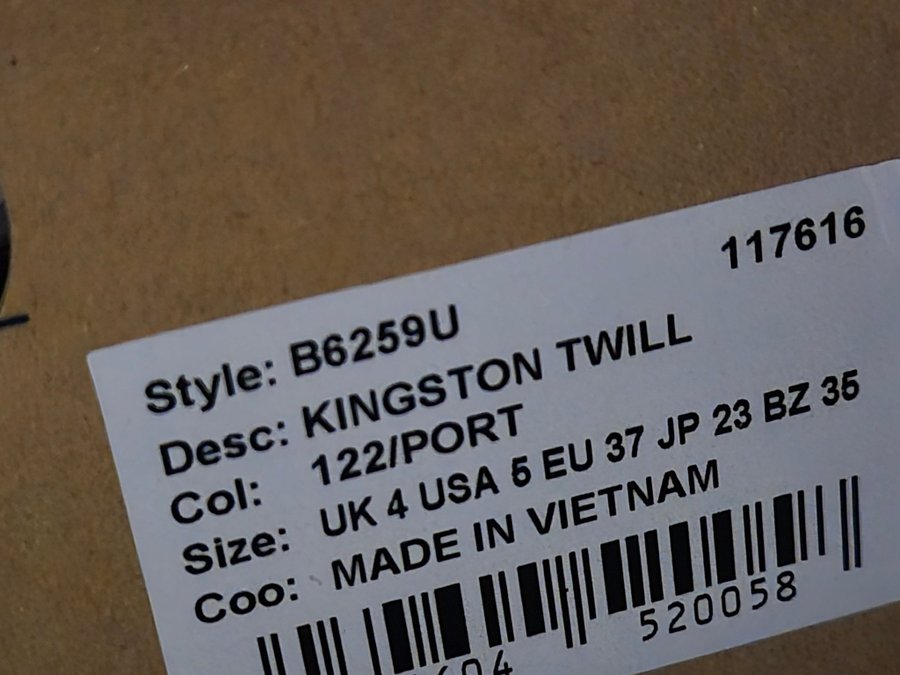 117616
Style: B6259U
Desc: KINGSTON TWILL
Col: 122/PORT
Size: UK 4 USA 5 EU 37 JP 23 BZ 35
Coo: MADE IN VIETNAM
520058